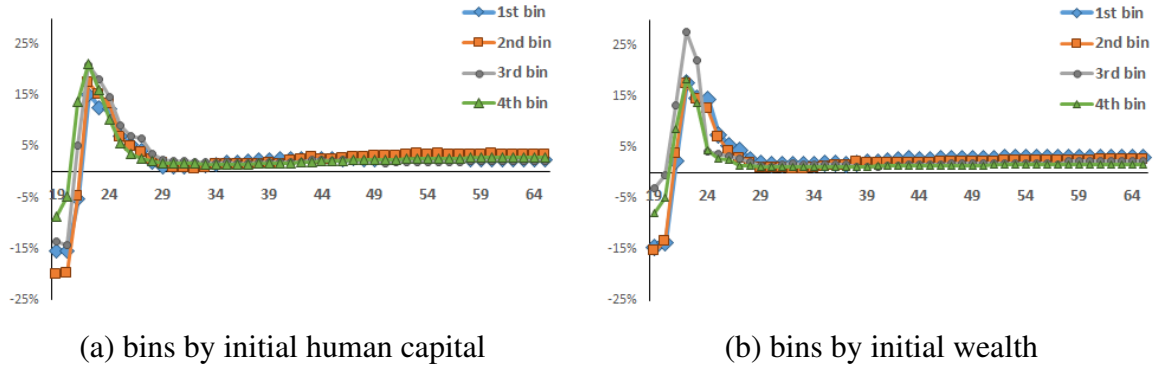 1st bin
2nd bin
3rd bin
4th bin
25%
15%
5%
-5%
-15%
-25%
19 24 29 34 39 44 49 54 59 64
(a) bins by initial human capital
1st bin
2nd bin
3rd bin
4th bin
25%
15%
5%
-5%
-15%
-25%
19 24 29 34 39 44 49 54 59 64
(b) bins by initial wealth